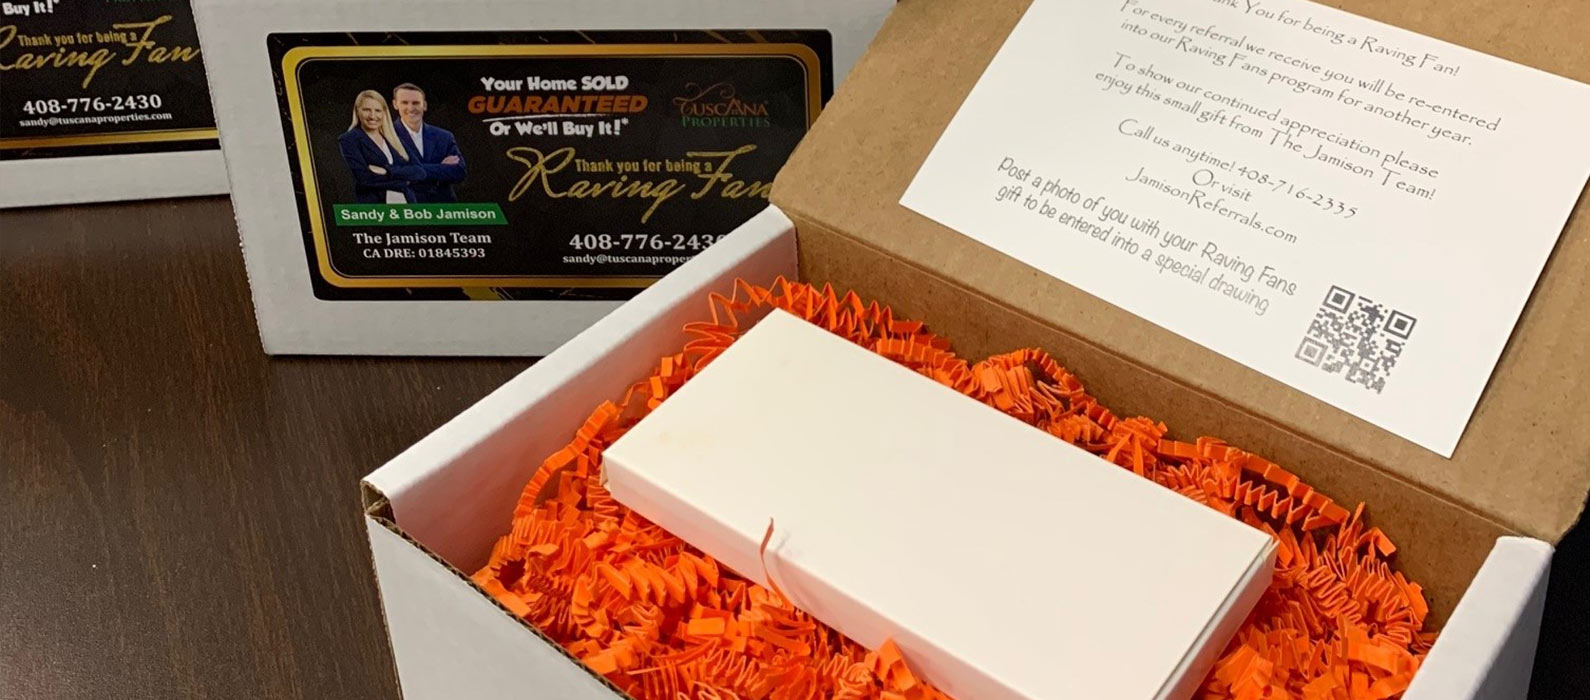 Buy It!*
Thank you for being a
Raving Fan
408-776-2430
sandy@tuscanaproperties.com
Your Home SOLD
GUARANTEED
Or We'll Buy It!*
TUSCANA
PROPERTIES
Thank you for being a
Raving Fan
Sandy & Bob Jamison
The Jamison Team
CA DRE: 01845393
408-776-243
sandy@tuscanaproper
You for being a Raving Fan!
For every referral we receive you will be re-entered
into our Raving Fans program for another year.
To show our continued appreciation please
enjoy this small gift from The Jamison Team!
Call us anytime! 408-716-2335
Or visit
JamisonReferrals.com
Post a photo of you with your Raving Fans
gift to be entered into a special drawing